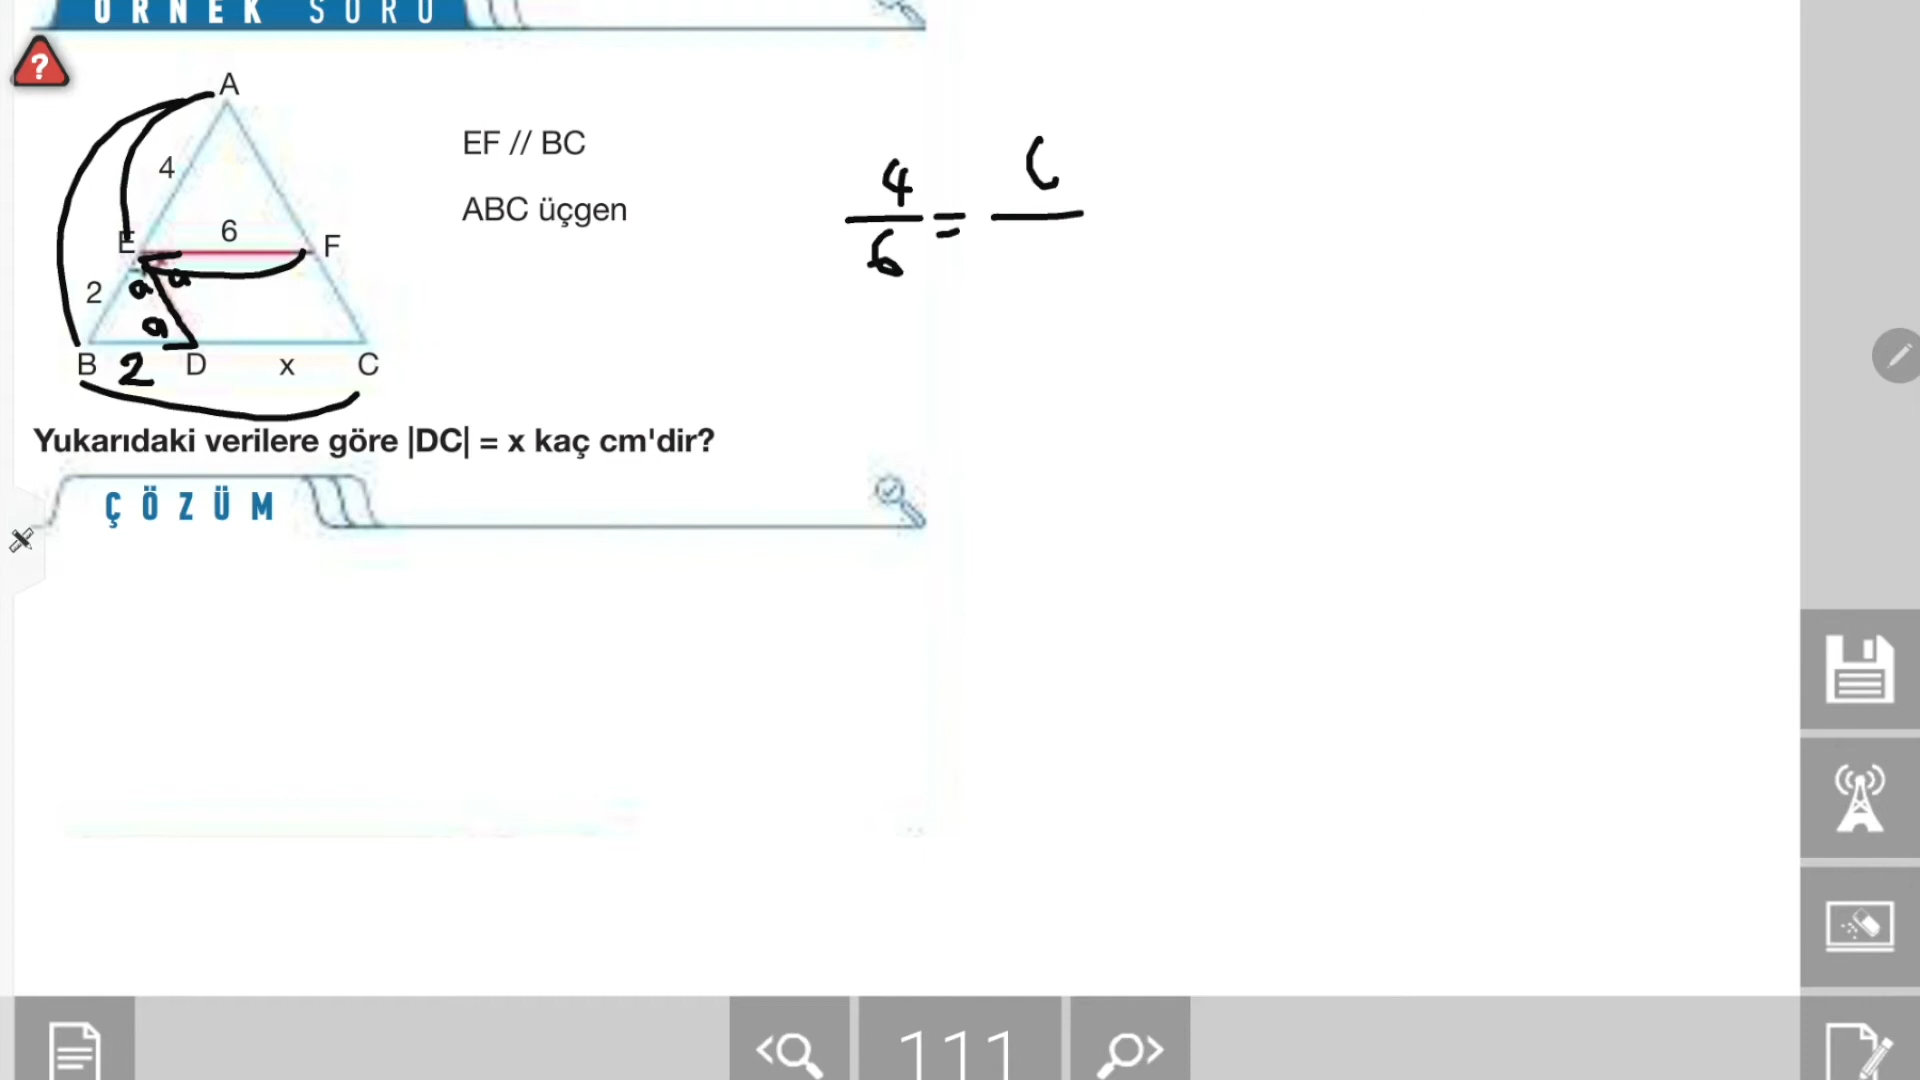 ÖRNEK SORU
?
A
4
EF // BC
4 6
6 =
ABC üçgen
6
E F
a a
2
a
B 2 D x C
Yukarıdaki verilere göre |DC| = x kaç cm'dir?
ÇÖZÜM
111